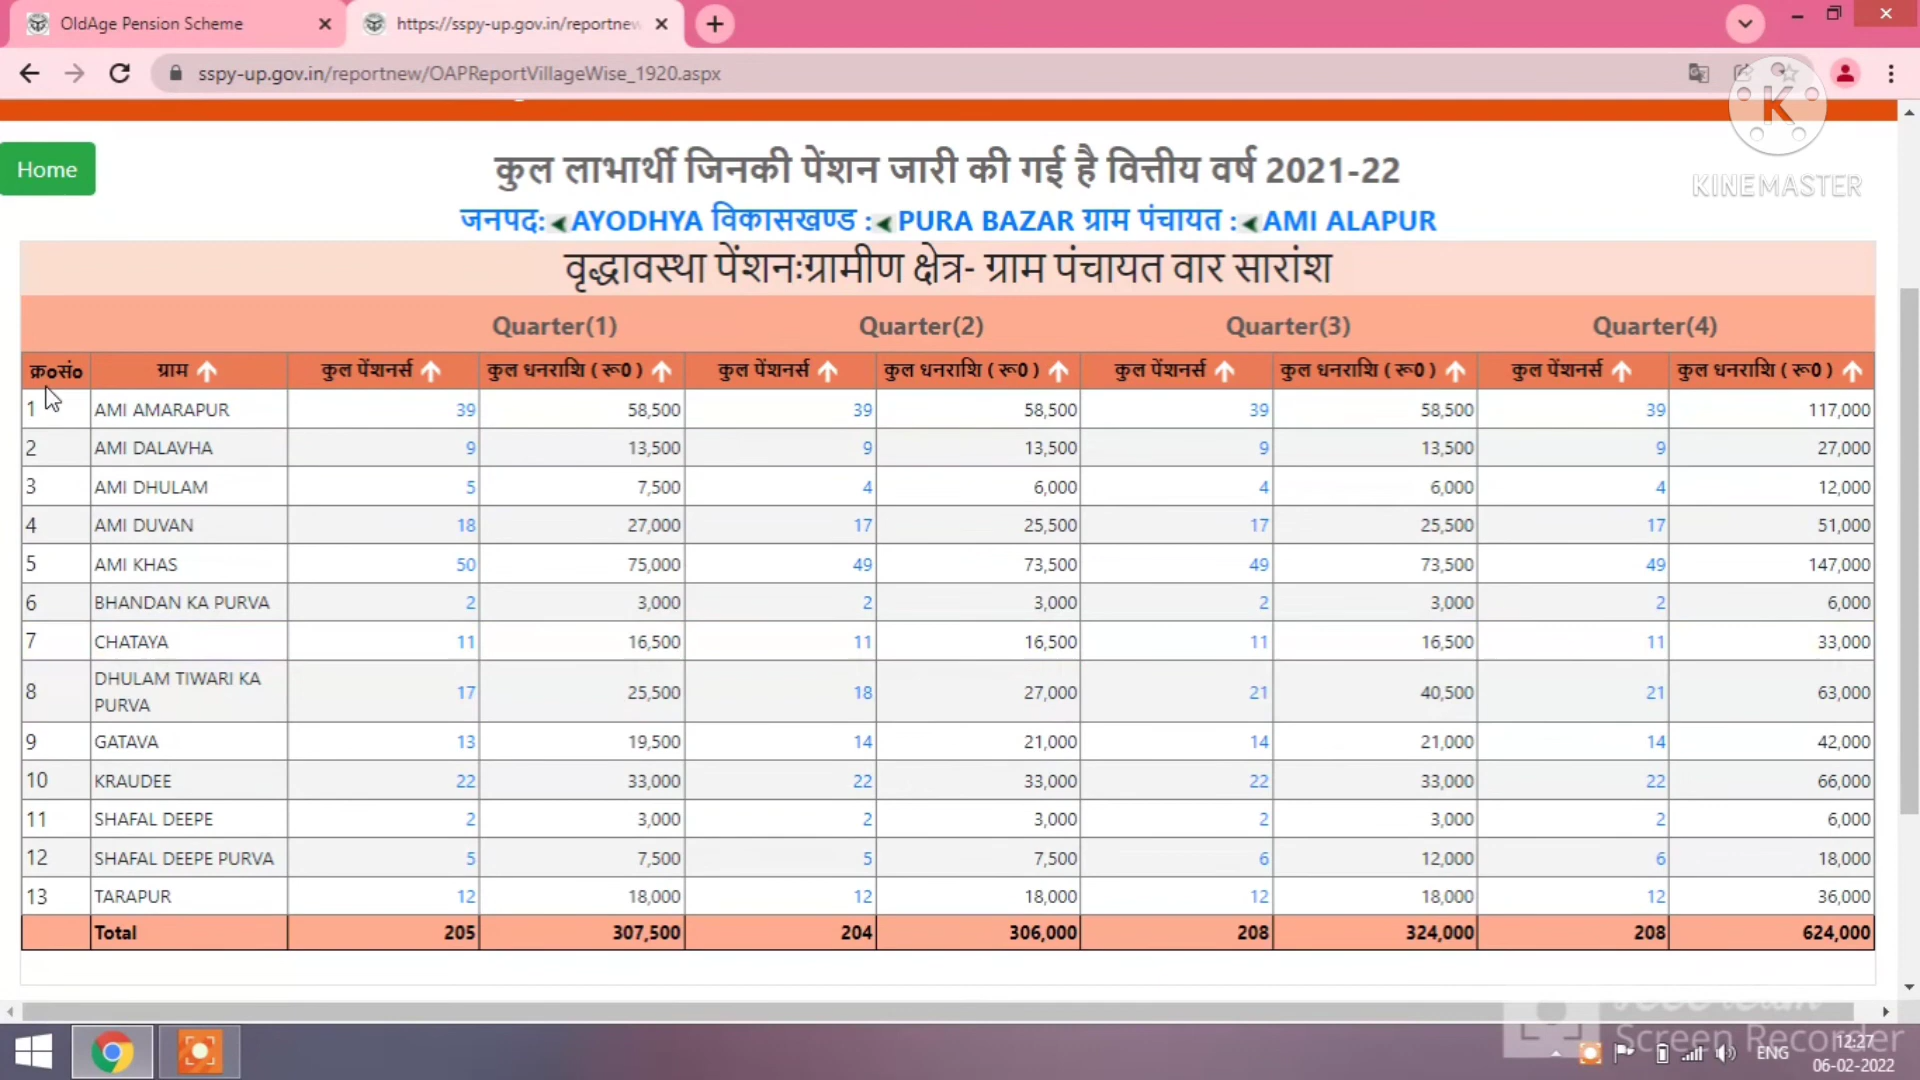 OldAge Pension Scheme
https://sspy-up.gov.in/reportnew
sspy-up.gov.in/reportnew/OAPReportVillageWise_1920.aspx
K
KINEMASTER
Home
कुल लाभार्थी जिनकी पेंशन जारी की गई है वित्तीय वर्ष 2021-22
जनपद: AYODHYA विकासखण्ड : PURA BAZAR ग्राम पंचायत : AMI ALAPUR
वृद्धावस्था पेंशनःग्रामीण क्षेत्र- ग्राम पंचायत वार सारांश
Quarter(1) Quarter(2) Quarter(3) Quarter(4)
क्र०सं० ग्राम कुल पेंशनर्स कुल धनराशि ( रू0 ) कुल पेंशनर्स कुल धनराशि ( रू0 ) कुल पेंशनर्स कुल धनराशि ( रू0 ) कुल पेंशनर्स कुल धनराशि ( रू0 )
1 AMI AMARAPUR 39 58,500 39 58,500 39 58,500 39 117,000
2 AMI DALAVHA 9 13,500 9 13,500 9 13,500 9 27,000
3 AMI DHULAM 5 7,500 4 6,000 4 6,000 4 12,000
4 AMI DUVAN 18 27,000 17 25,500 17 25,500 17 51,000
5 AMI KHAS 50 75,000 49 73,500 49 73,500 49 147,000
6 BHANDAN KA PURVA 2 3,000 2 3,000 2 3,000 2 6,000
7 CHATAYA 11 16,500 11 16,500 11 16,500 11 33,000
8 DHULAM TIWARI KA PURVA 17 25,500 18 27,000 21 40,500 21 63,000
9 GATAVA 13 19,500 14 21,000 14 21,000 14 42,000
10 KRAUDEE 22 33,000 22 33,000 22 33,000 22 66,000
11 SHAFAL DEEPE 2 3,000 2 3,000 2 3,000 2 6,000
12 SHAFAL DEEPE PURVA 5 7,500 5 7,500 6 12,000 6 18,000
13 TARAPUR 12 18,000 12 18,000 12 18,000 12 36,000
Total 205 307,500 204 306,000 208 324,000 208 624,000
Screen Recorder
ENG
12:27
06-02-2022